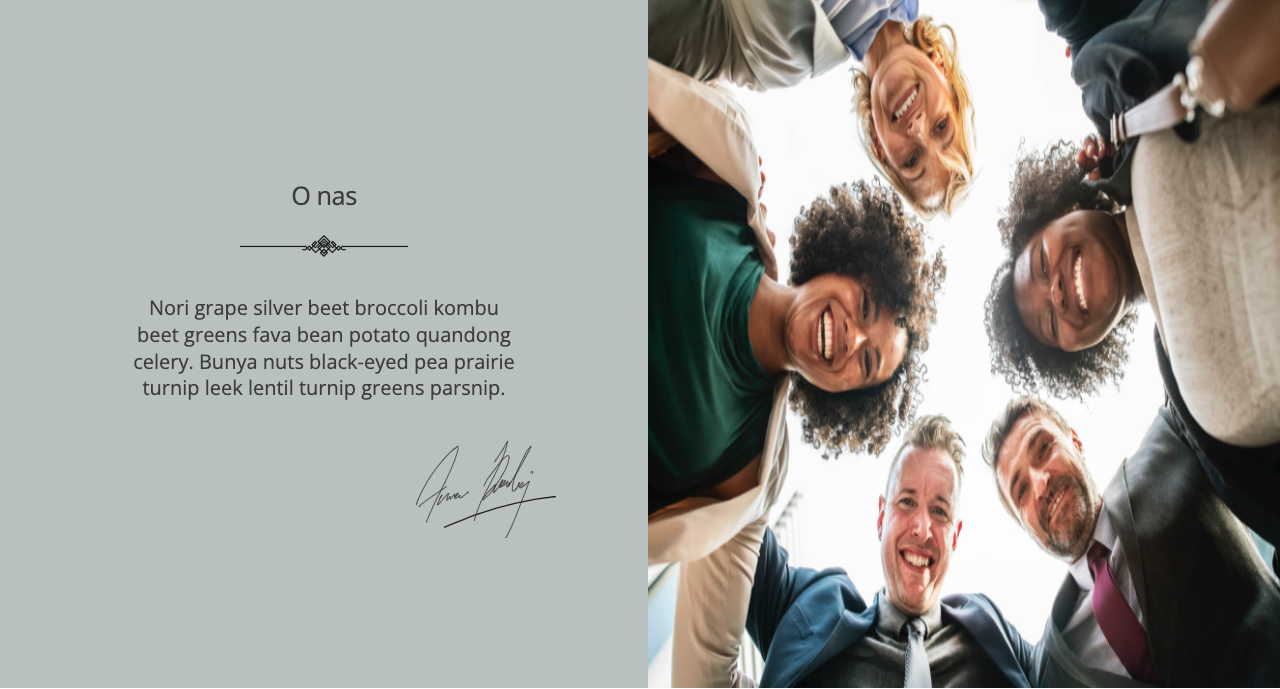 O nas
Nori grape silver beet broccoli kombu
beet greens fava bean potato quandong
celery. Bunya nuts black-eyed pea prairie
turnip leek lentil turnip greens parsnip.